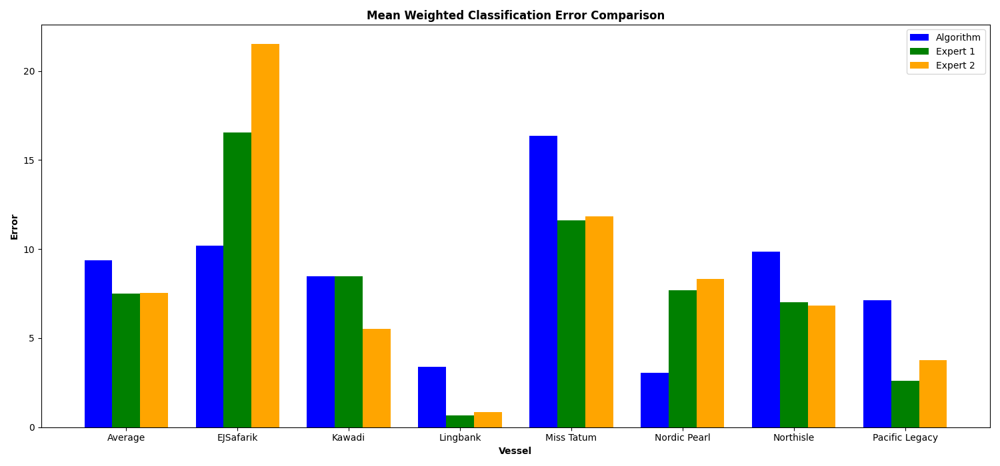 Mean Weighted Classification Error Comparison
Algorithm
Expert 1
Expert 2
20
15
10
5
0
Error
Average EJSafarik Kawadi Lingbank Miss Tatum Nordic Pearl Northisle Pacific Legacy
Vessel